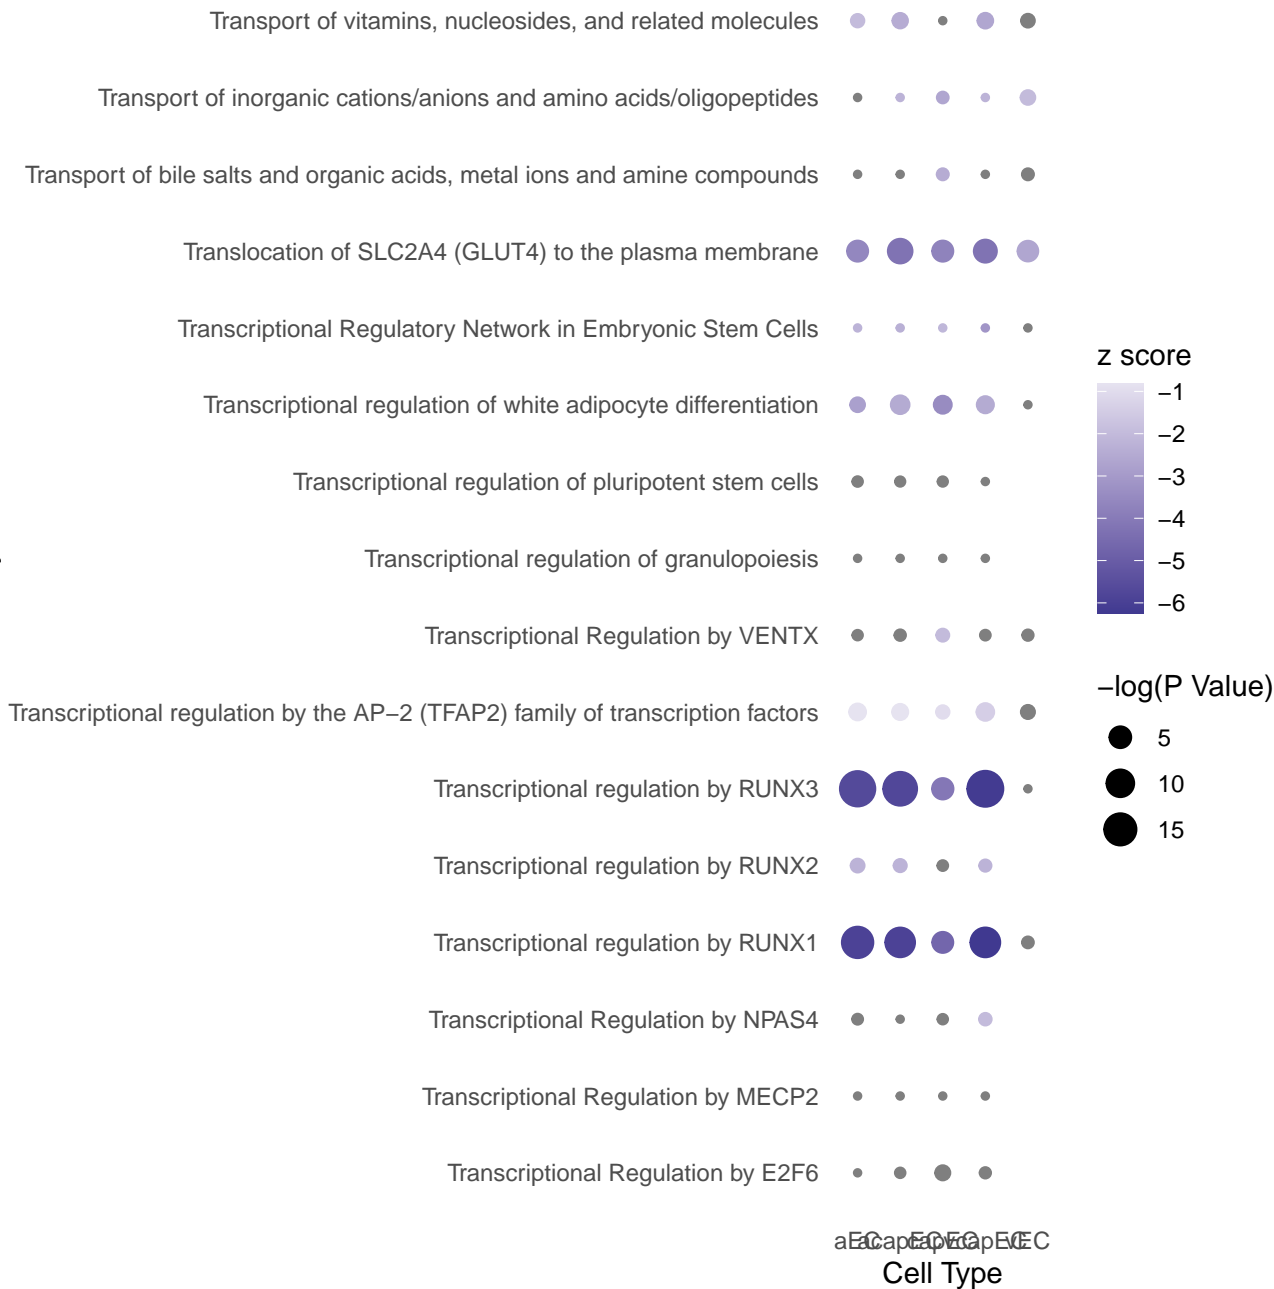 Transport of vitamins, nucleosides, and related molecules
Transport of inorganic cations/anions and amino acids/oligopeptides
Transport of bile salts and organic acids, metal ions and amine compounds
Translocation of SLC2A4 (GLUT4) to the plasma membrane
Transcriptional Regulatory Network in Embryonic Stem Cells
Transcriptional regulation of white adipocyte differentiation
Transcriptional regulation of pluripotent stem cells
Transcriptional regulation of granulopoiesis
Transcriptional Regulation by VENTX
Transcriptional regulation by the AP−2 (TFAP2) family of transcription factors
Transcriptional regulation by RUNX3
Transcriptional regulation by RUNX2
Transcriptional regulation by RUNX1
Transcriptional Regulation by NPAS4
Transcriptional Regulation by MECP2
Transcriptional Regulation by E2F6
aEC acapEC capEC vcapEC vEC
Cell Type
z score
−1
−2
−3
−4
−5
−6
−log(P Value)
5
10
15